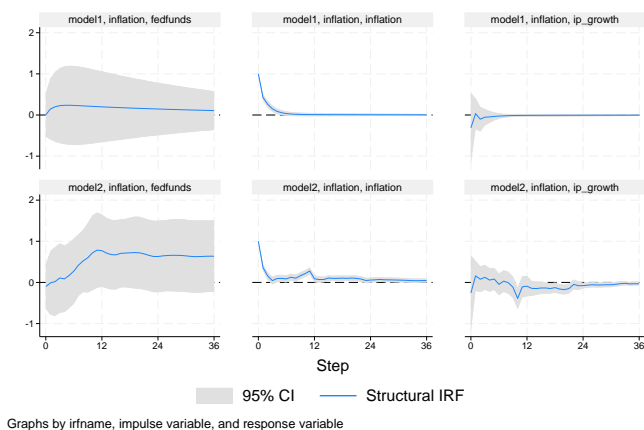 model1, inflation, fedfunds model1, inflation, inflation model1, inflation, ip_growth
2
1
0
-1
model2, inflation, fedfunds model2, inflation, inflation model2, inflation, ip_growth
2
1
0
-1
0 12 24 36 0 12 24 36 0 12 24 36
Step
95% CI Structural IRF
Graphs by irfname, impulse variable, and response variable